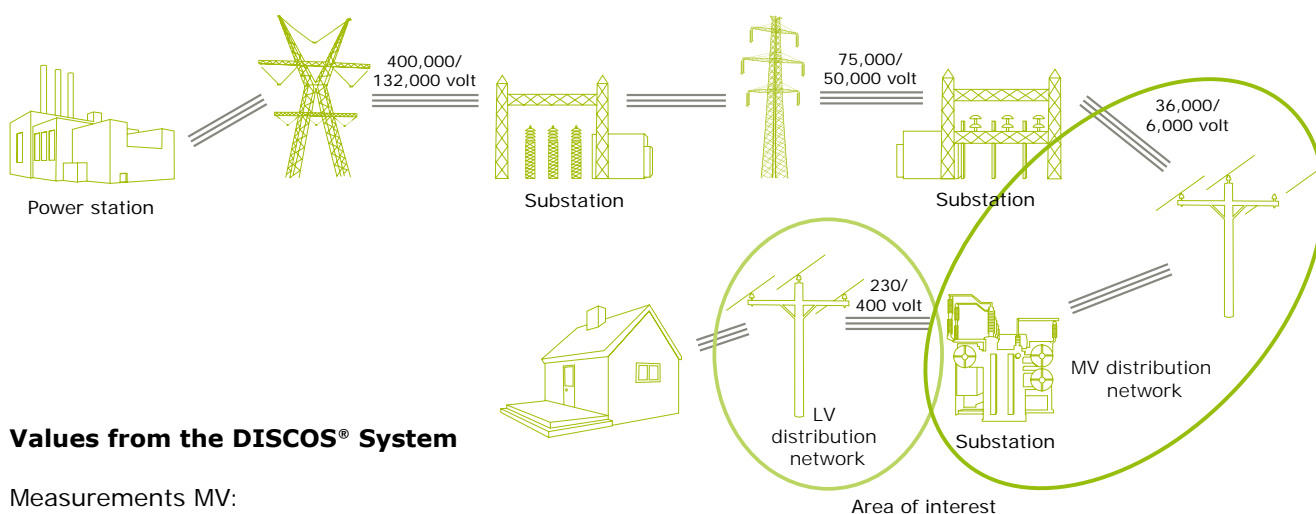 400,000/
132,000 volt
75,000/
50,000 volt
36,000/
6,000 volt
Power station
Substation
Substation
230/
400 volt
MV distribution
network
LV
distribution
network
Substation
Area of interest
Values from the DISCOS® System
Measurements MV: